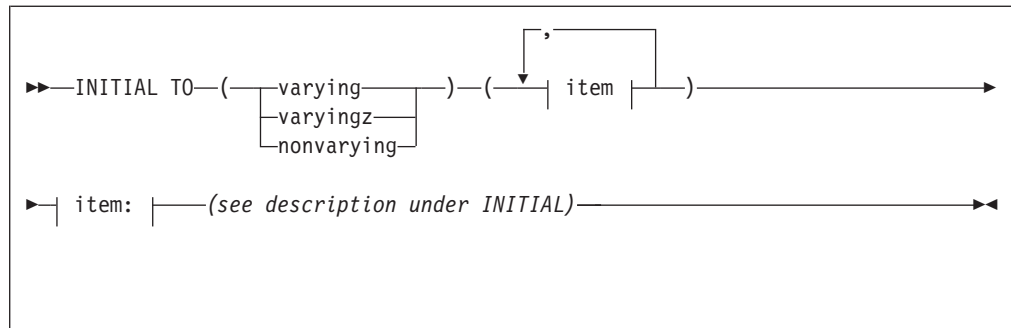 ,
INITIAL TO ( varying ) ( item )
varyingz
nonvarying
item: (see description under INITIAL)